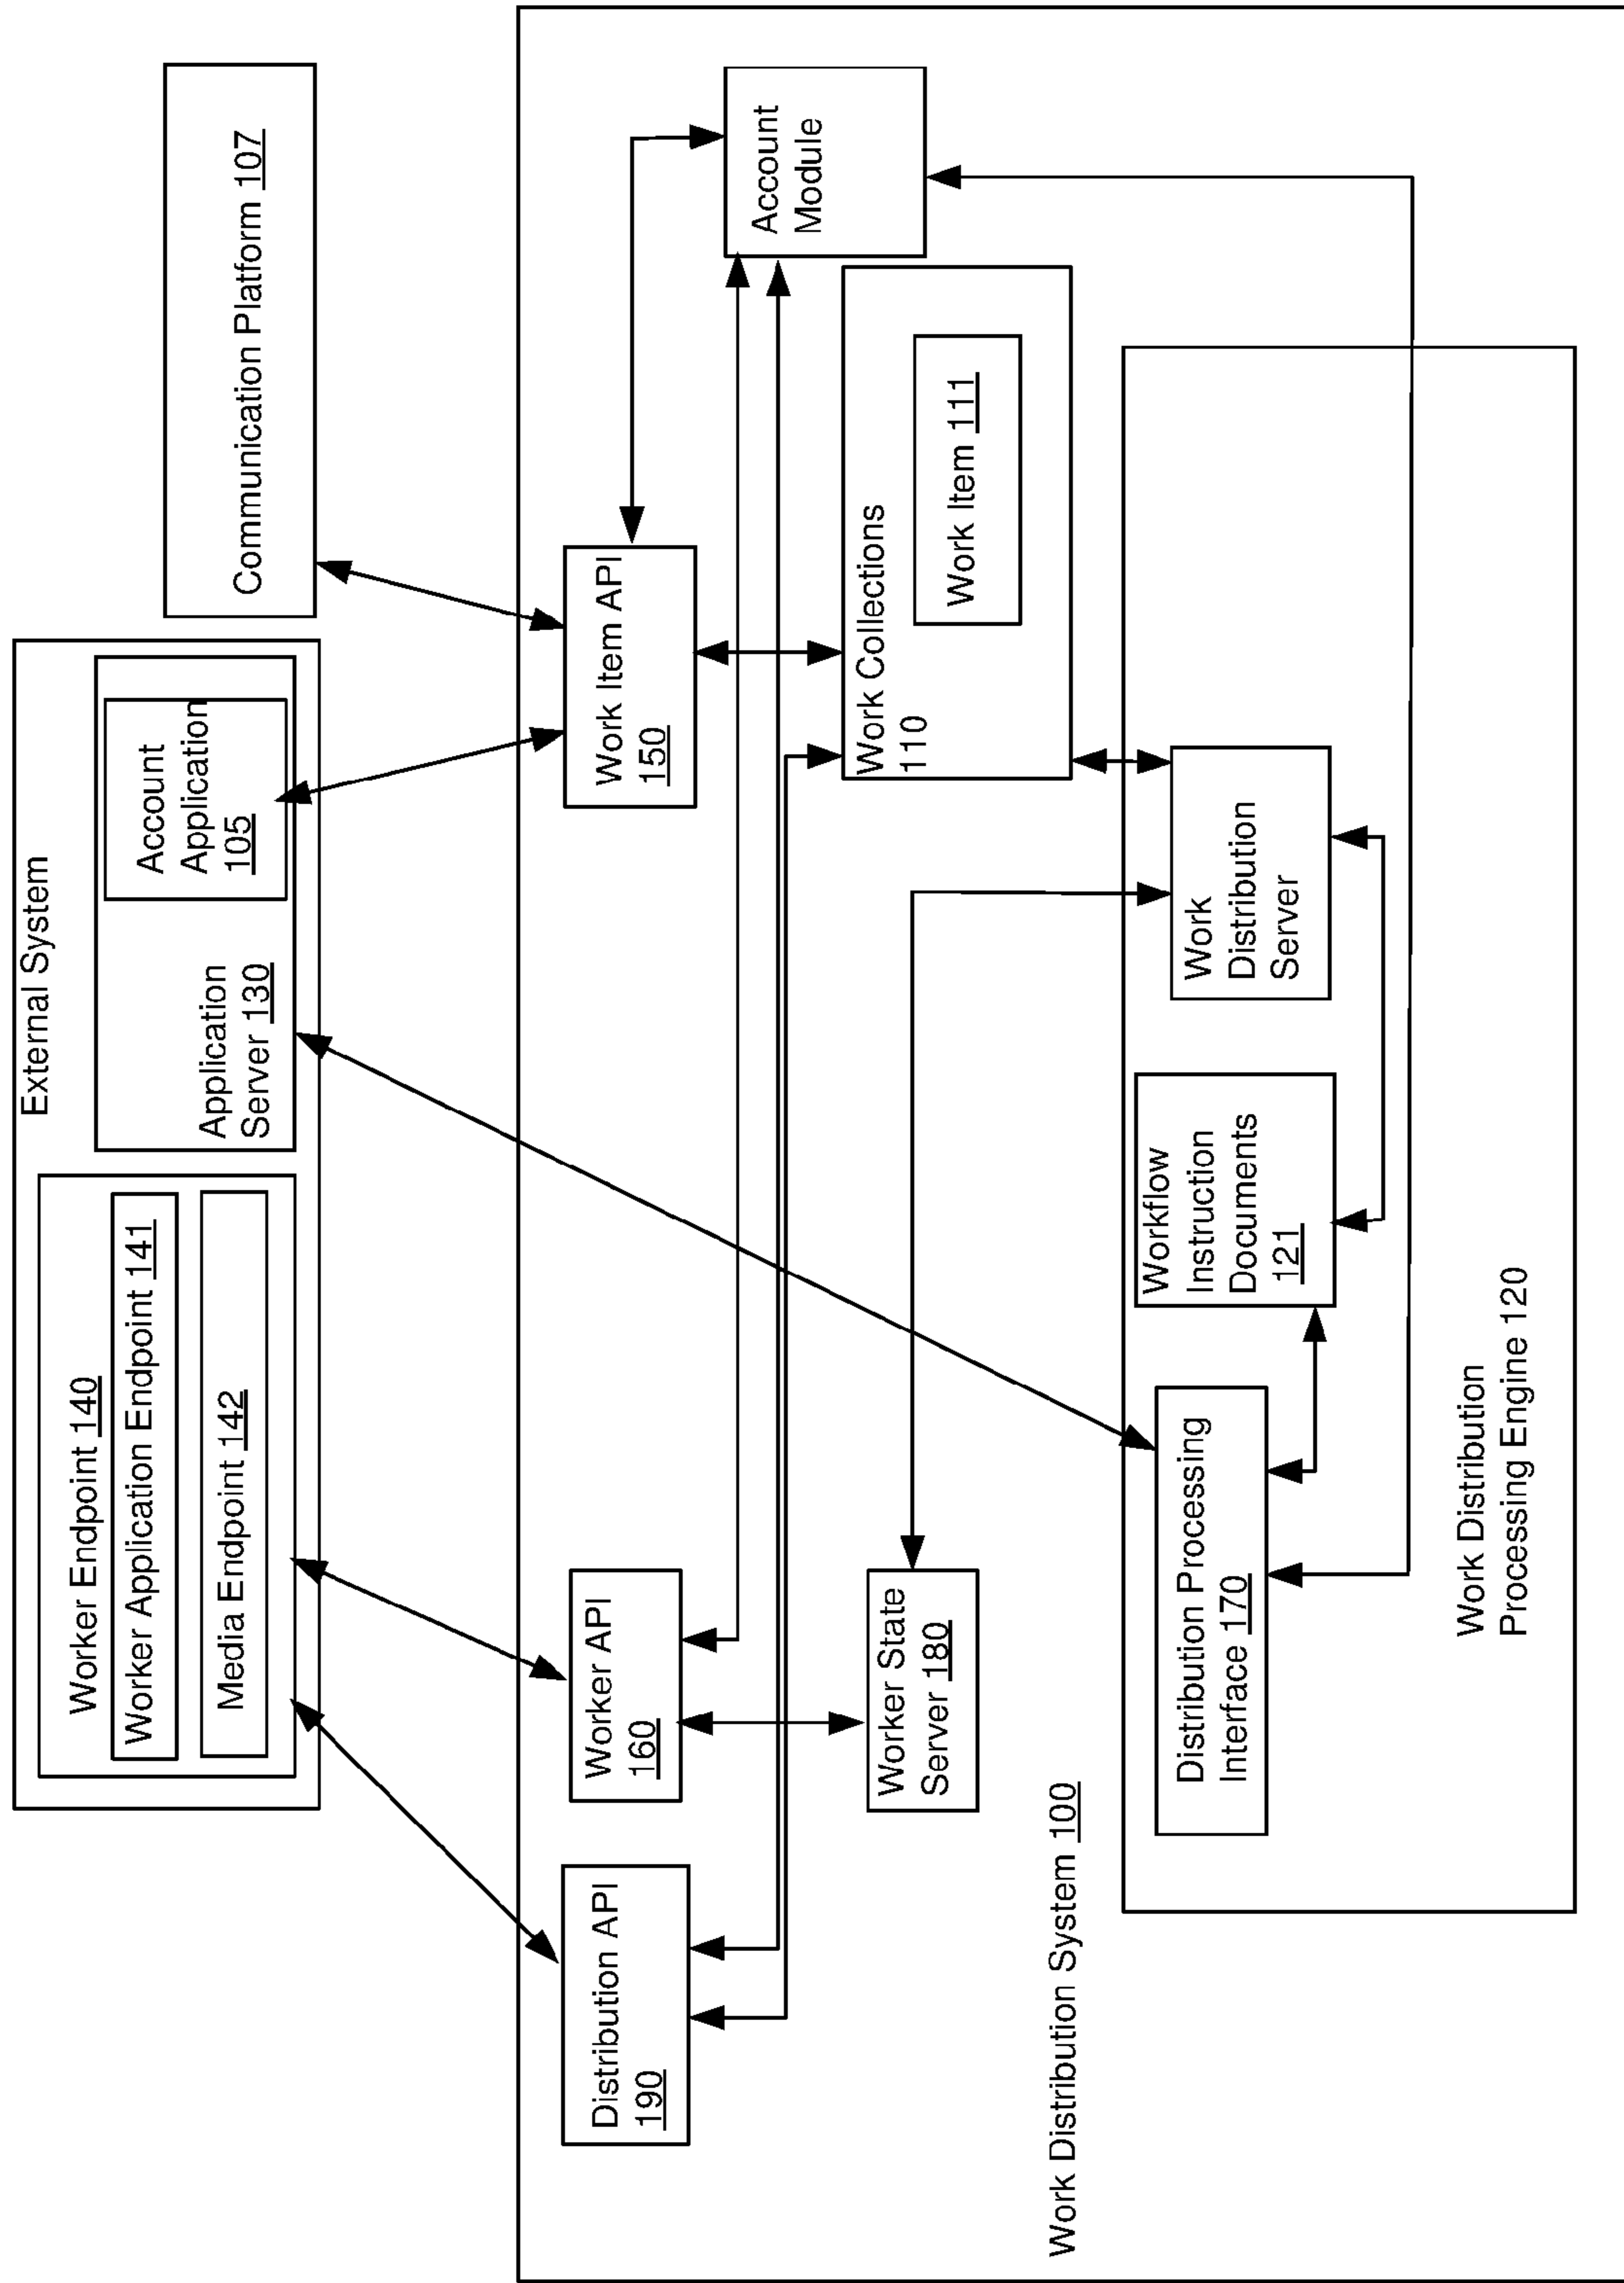 External System
Worker Endpoint 140
Worker Application Endpoint 141
Media Endpoint 142
Application
Server 130
Account
Application
105
Communication Platform 107
Distribution API
190
Worker API
160
Work Item API
150
Account
Module
Worker State
Server 180
Work Collections
110
Work Item 111
Work Distribution System 100
Distribution Processing
Interface 170
Workflow
Instruction
Documents
121
Work
Distribution
Server
Work Distribution
Processing Engine 120